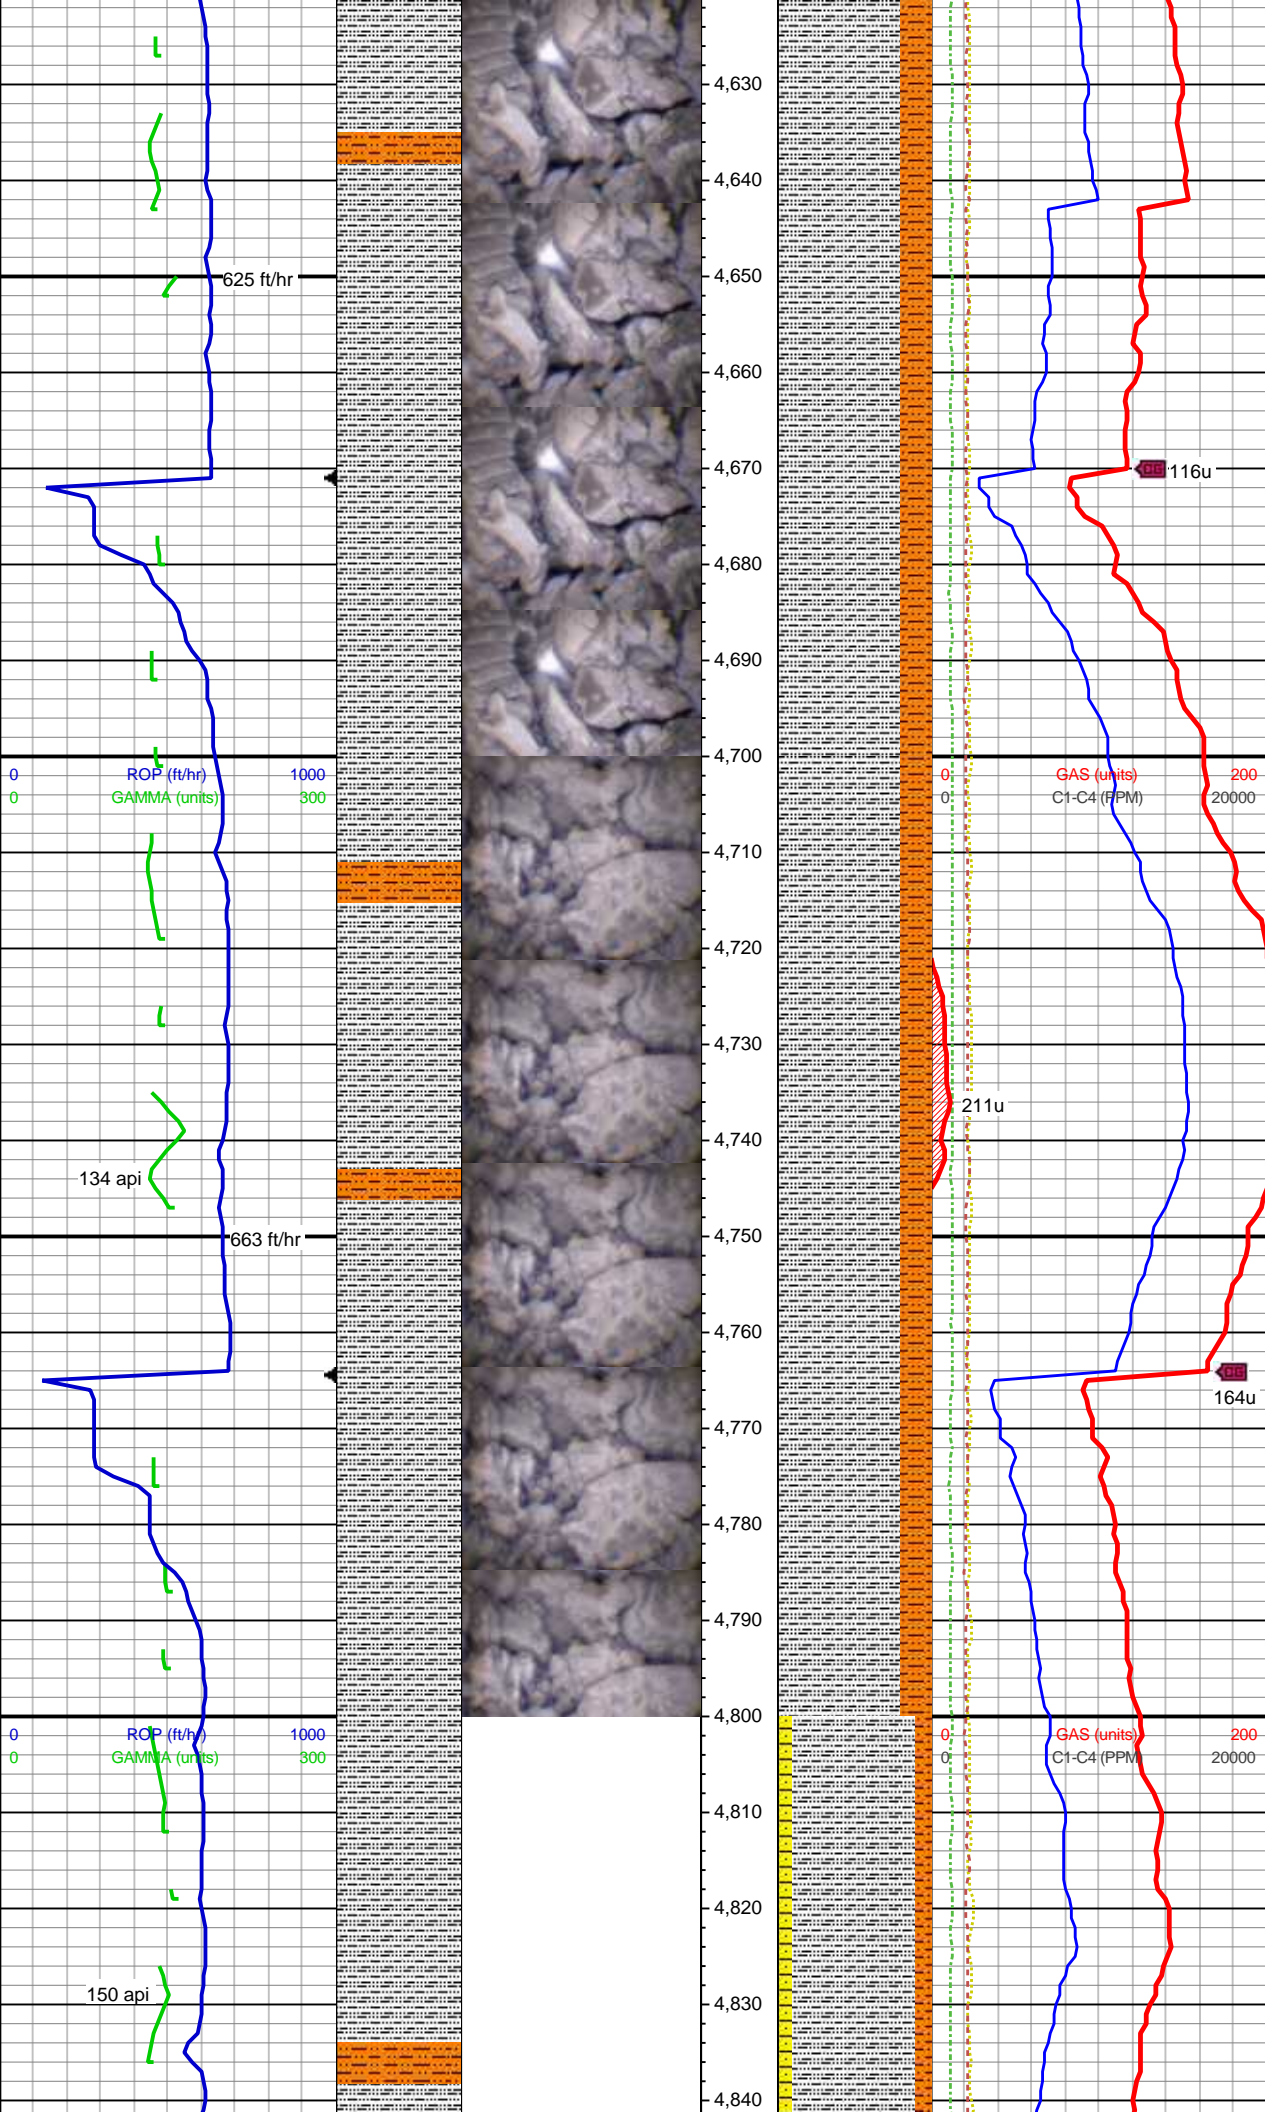 4,630
4,640
4,650
625 ft/hr
4,660
4,670
CG 116u
4,680
4,690
4,700
0 ROP (ft/hr) 1000
0 GAS (units) 200
0 GAMMA (units) 300
0 C1-C4 (PPM) 20000
4,710
4,720
4,730
211u
4,740
134 api
4,750
663 ft/hr
4,760
CG
164u
4,770
4,780
4,790
4,800
0 ROP (ft/hr) 1000
0 GAS (units) 200
0 GAMMA (units) 300
0 C1-C4 (PPM) 20000
4,810
4,820
150 api
4,830
4,840